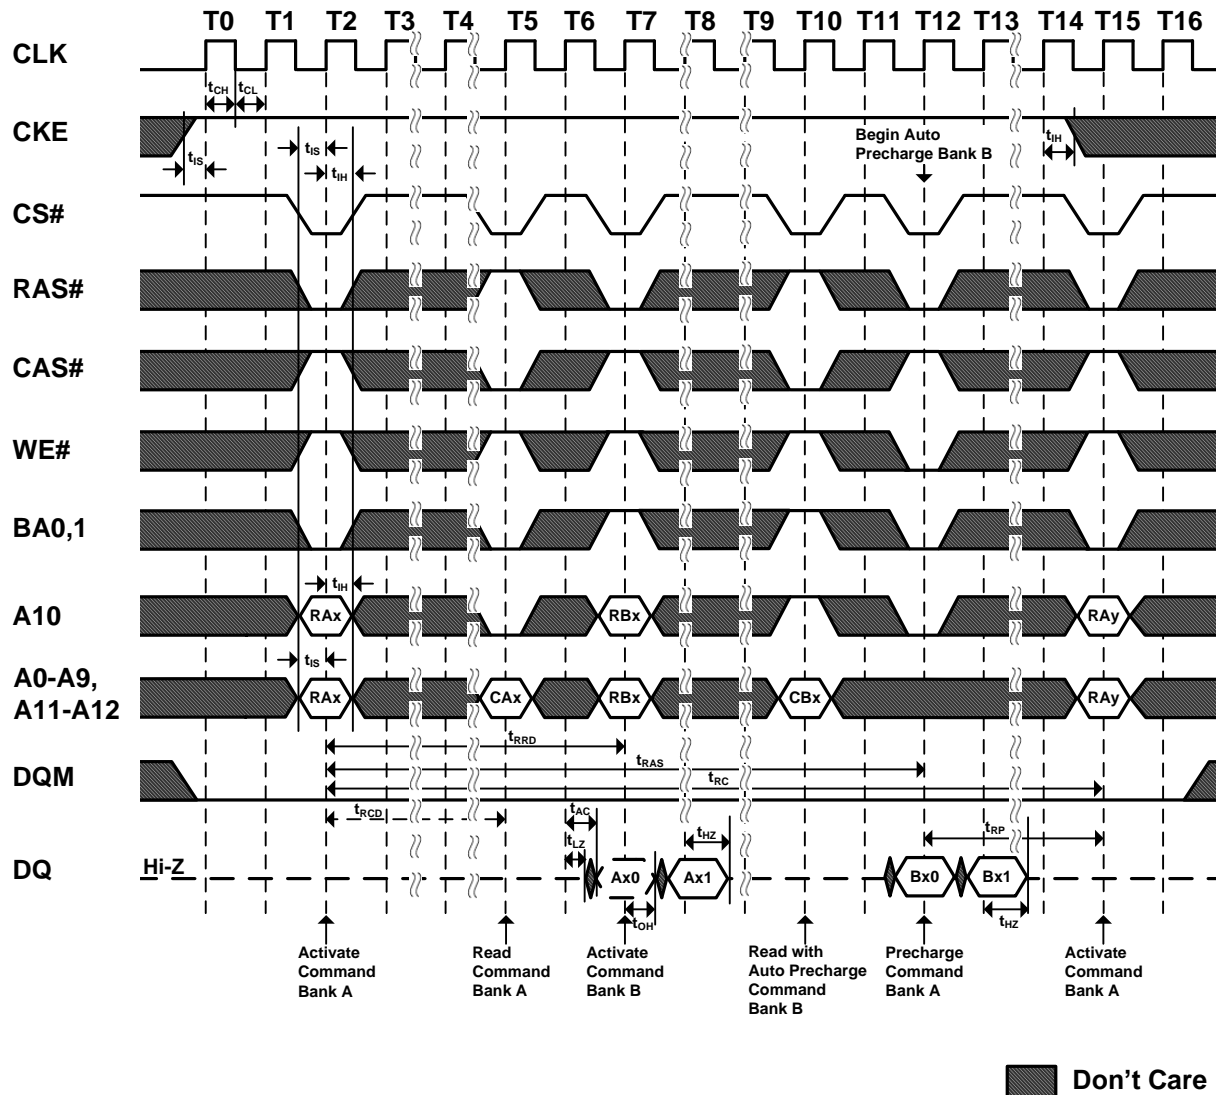 T0 T1 T2 T3 T4 T5 T6 T7 T8 T9 T10 T11 T12 T13 T14 T15 T16
CLK
tCH tCL
CKE
tIS
tIS
tIH
Begin Auto
Precharge Bank B
tIH
CS#
RAS#
CAS#
WE#
BA0,1
tIH
A10
RAx RBx RAy
tIS
A0-A9,
A11-A12
RAx CAx RBx CBx RAy
tRRD
tRAS
tRC
DQM
tRCD
tAC
tLZ
tHZ
tRP
DQ
Hi-Z
Ax0 Ax1 Bx0 Bx1
tOH
tHZ
Activate
Command
Bank A
Read
Command
Bank A
Activate
Command
Bank B
Read with
Auto Precharge
Command
Bank B
Precharge
Command
Bank A
Activate
Command
Bank A
Don't Care